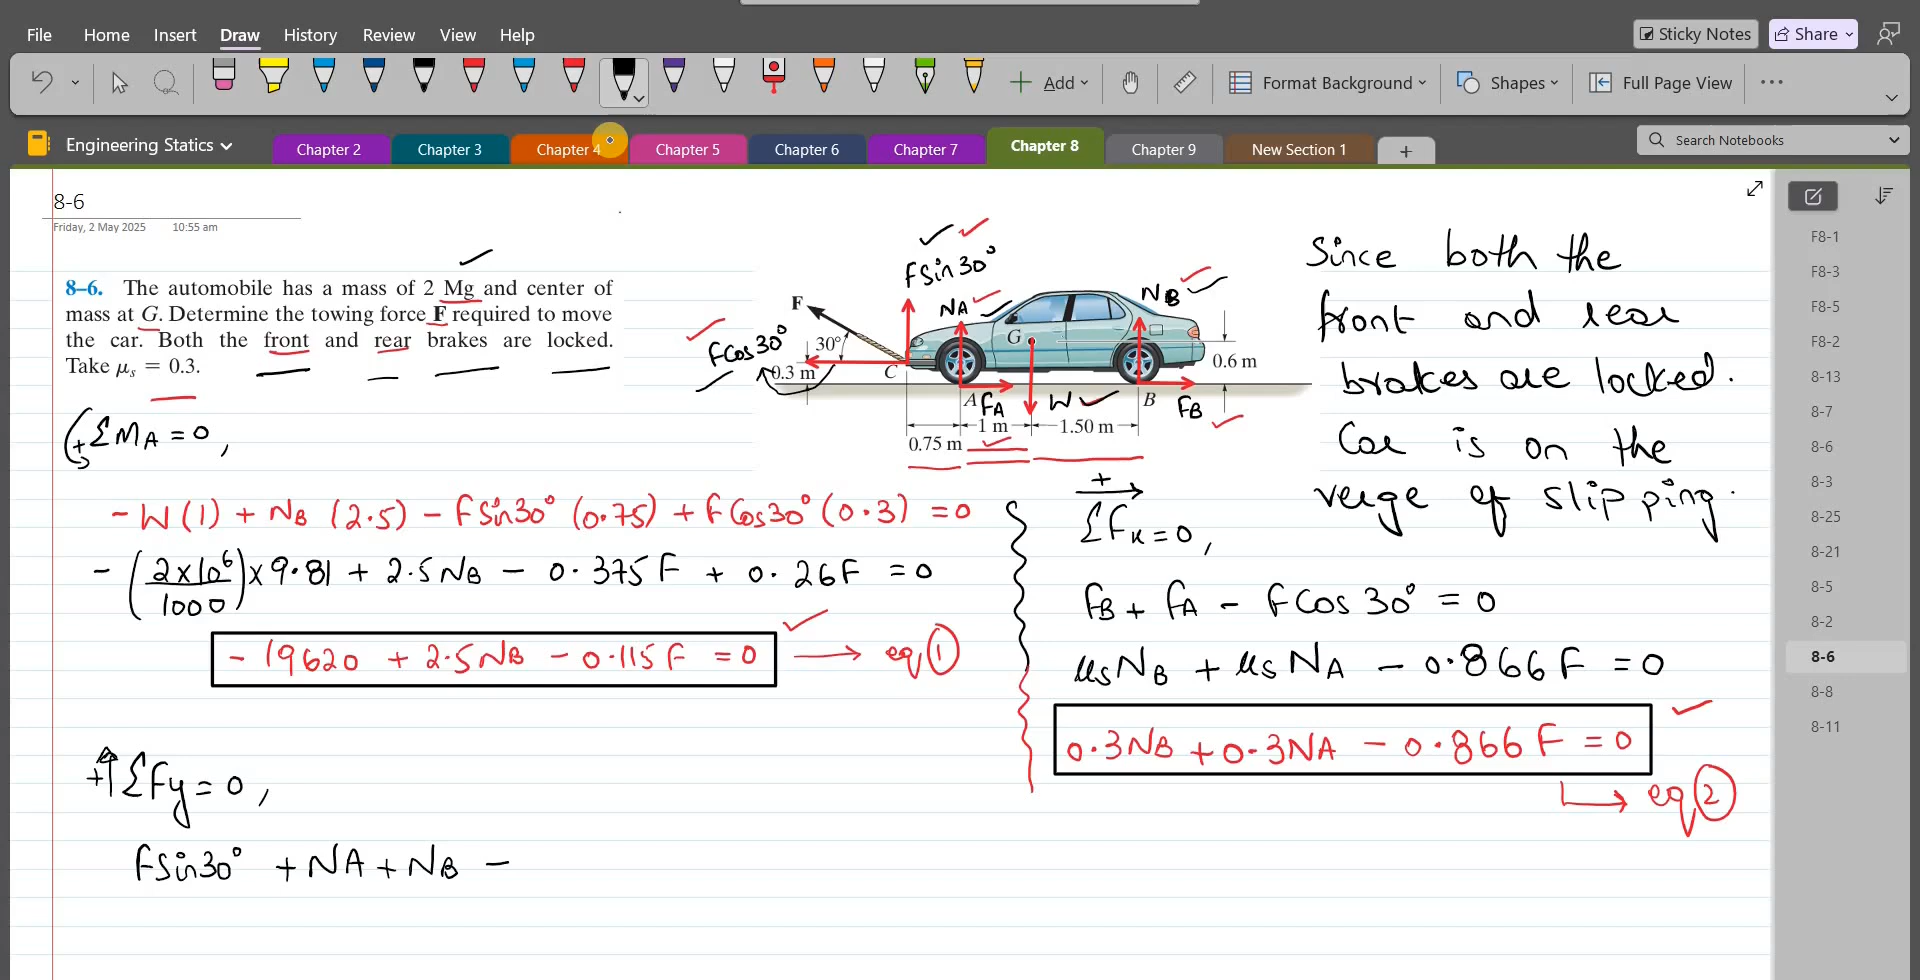 File Home Insert Draw History Review View Help
Sticky Notes Share
Add Format Background Shapes Full Page View
Engineering Statics Chapter 2 Chapter 3 Chapter 4 Chapter 5 Chapter 6 Chapter 7 Chapter 8 Chapter 9 New Section 1 +
Search Notebooks
8-6
Friday, 2 May 2025 10:55 am
8–6. The automobile has a mass of 2 Mg and center of
mass at G. Determine the towing force F required to move
the car. Both the front and rear brakes are locked.
Take μs = 0.3.
Fsin30°
F
NA
NB
Fcos30°
30°
G
0.3 m
C
0.6 m
A
FA
W
B
FB
1 m
1.50 m
0.75 m
Since both the
front and rear
brakes are locked.
Car is on the
verge of slipping.
(+ ΣMA = 0,
- W(1) + NB (2.5) - Fsin30° (0.75) + FCos30° (0.3) = 0
- (2x10^6/1000) x 9.81 + 2.5NB - 0.375F + 0.26F = 0
- 19620 + 2.5NB - 0.115F = 0 → eq 1
+→
ΣFx = 0,
FB + FA - FCos30° = 0
μsNB + μsNA - 0.866F = 0
0.3NB + 0.3NA - 0.866F = 0
→ eq 2
+↑ΣFy = 0,
Fsin30° + NA + NB -
F8-1
F8-3
F8-5
F8-2
8-13
8-7
8-6
8-3
8-25
8-21
8-5
8-2
8-6
8-8
8-11